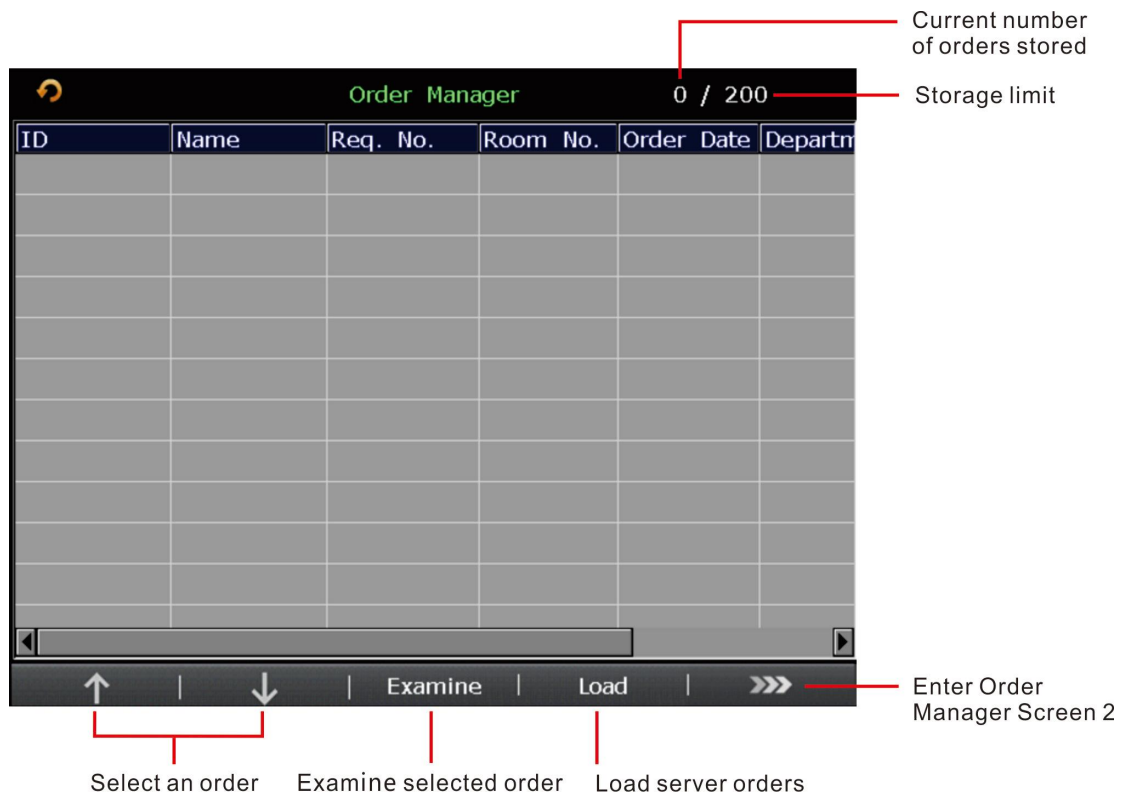 Current number
of orders stored
Order Manager 0 / 200
Storage limit
ID Name Req. No. Room No. Order Date Departm
Examine | Load
Enter Order
Manager Screen 2
Select an order Examine selected order Load server orders